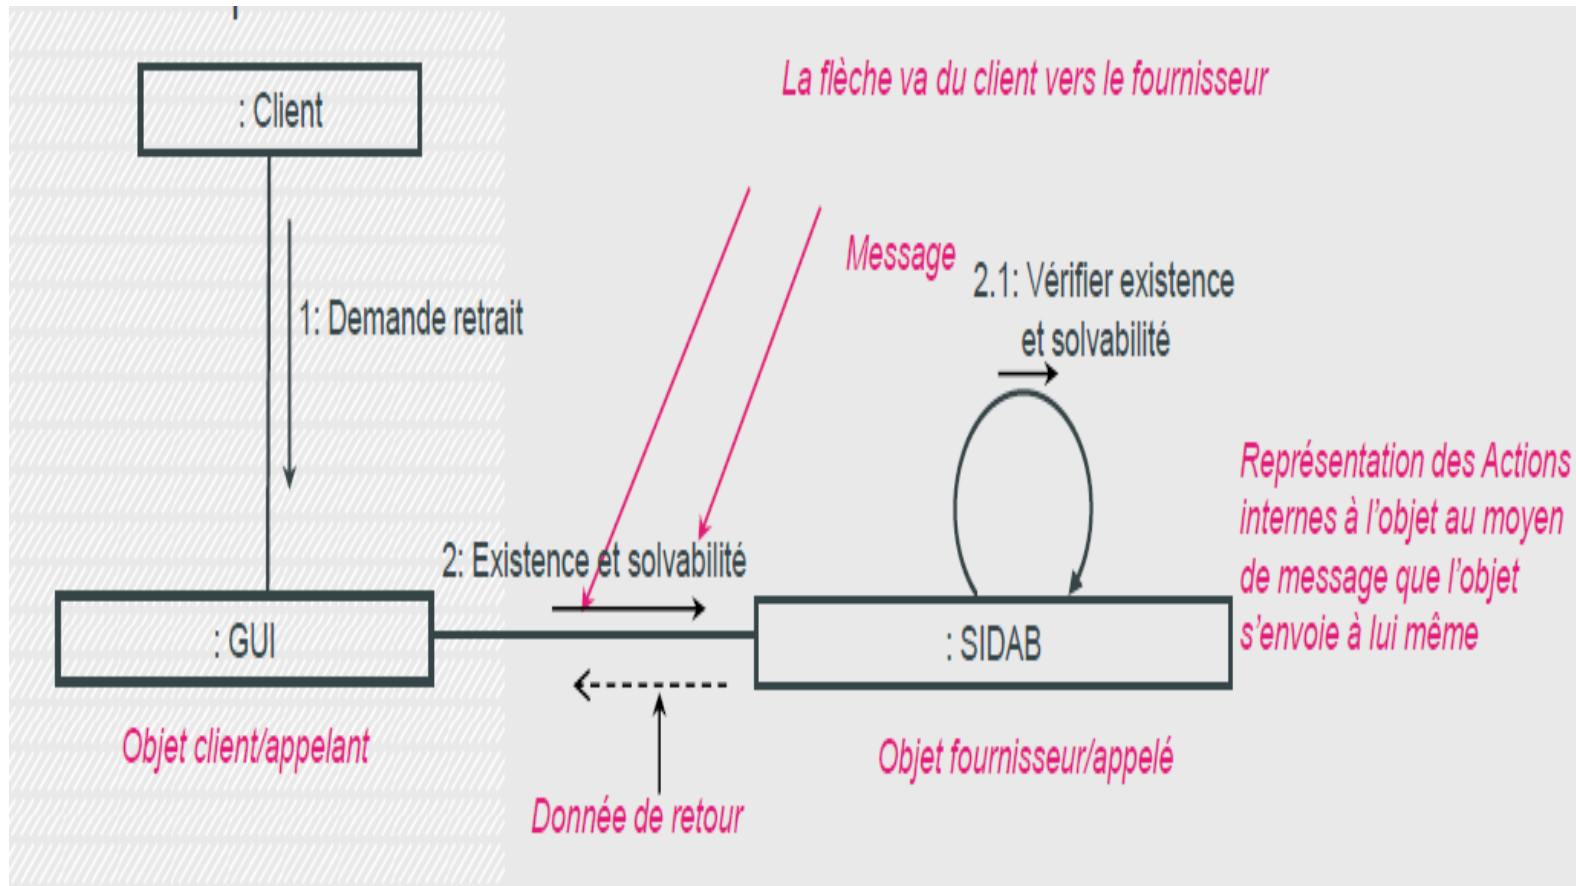 : Client
La flèche va du client vers le fournisseur
Message
1: Demande retrait
2.1: Vérifier existence
et solvabilité
2: Existence et solvabilité
: GUI
: SIDAB
Représentation des Actions
internes à l'objet au moyen
de message que l'objet
s'envoie à lui même
Objet client/appelant
Objet fournisseur/appelé
Donnée de retour